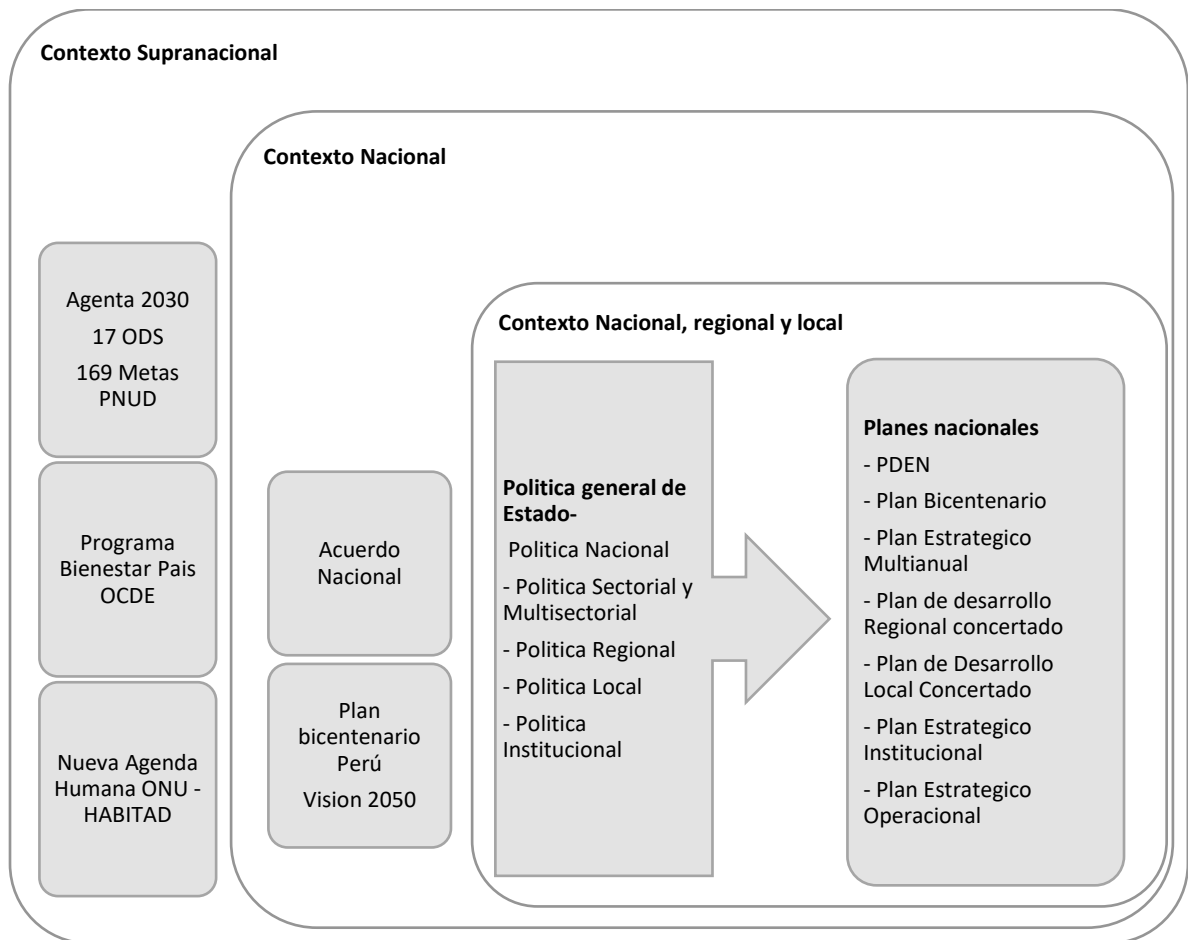 Contexto Supranacional
Contexto Nacional
Contexto Nacional, regional y local
Agenta 2030
17 ODS
169 Metas
PNUD
Programa
Bienestar Pais
OCDE
Nueva Agenda
Humana ONU -
HABITAD
Acuerdo
Nacional
Plan
bicentenario
Perú
Vision 2050
Politica general de
Estado-
Politica Nacional
- Politica Sectorial y
Multisectorial
- Politica Regional
- Politica Local
- Politica
Institucional
Planes nacionales
- PDEN
- Plan Bicentenario
- Plan Estrategico
Multianual
- Plan de desarrollo
Regional concertado
- Plan de Desarrollo
Local Concertado
- Plan Estrategico
Institucional
- Plan Estrategico
Operacional